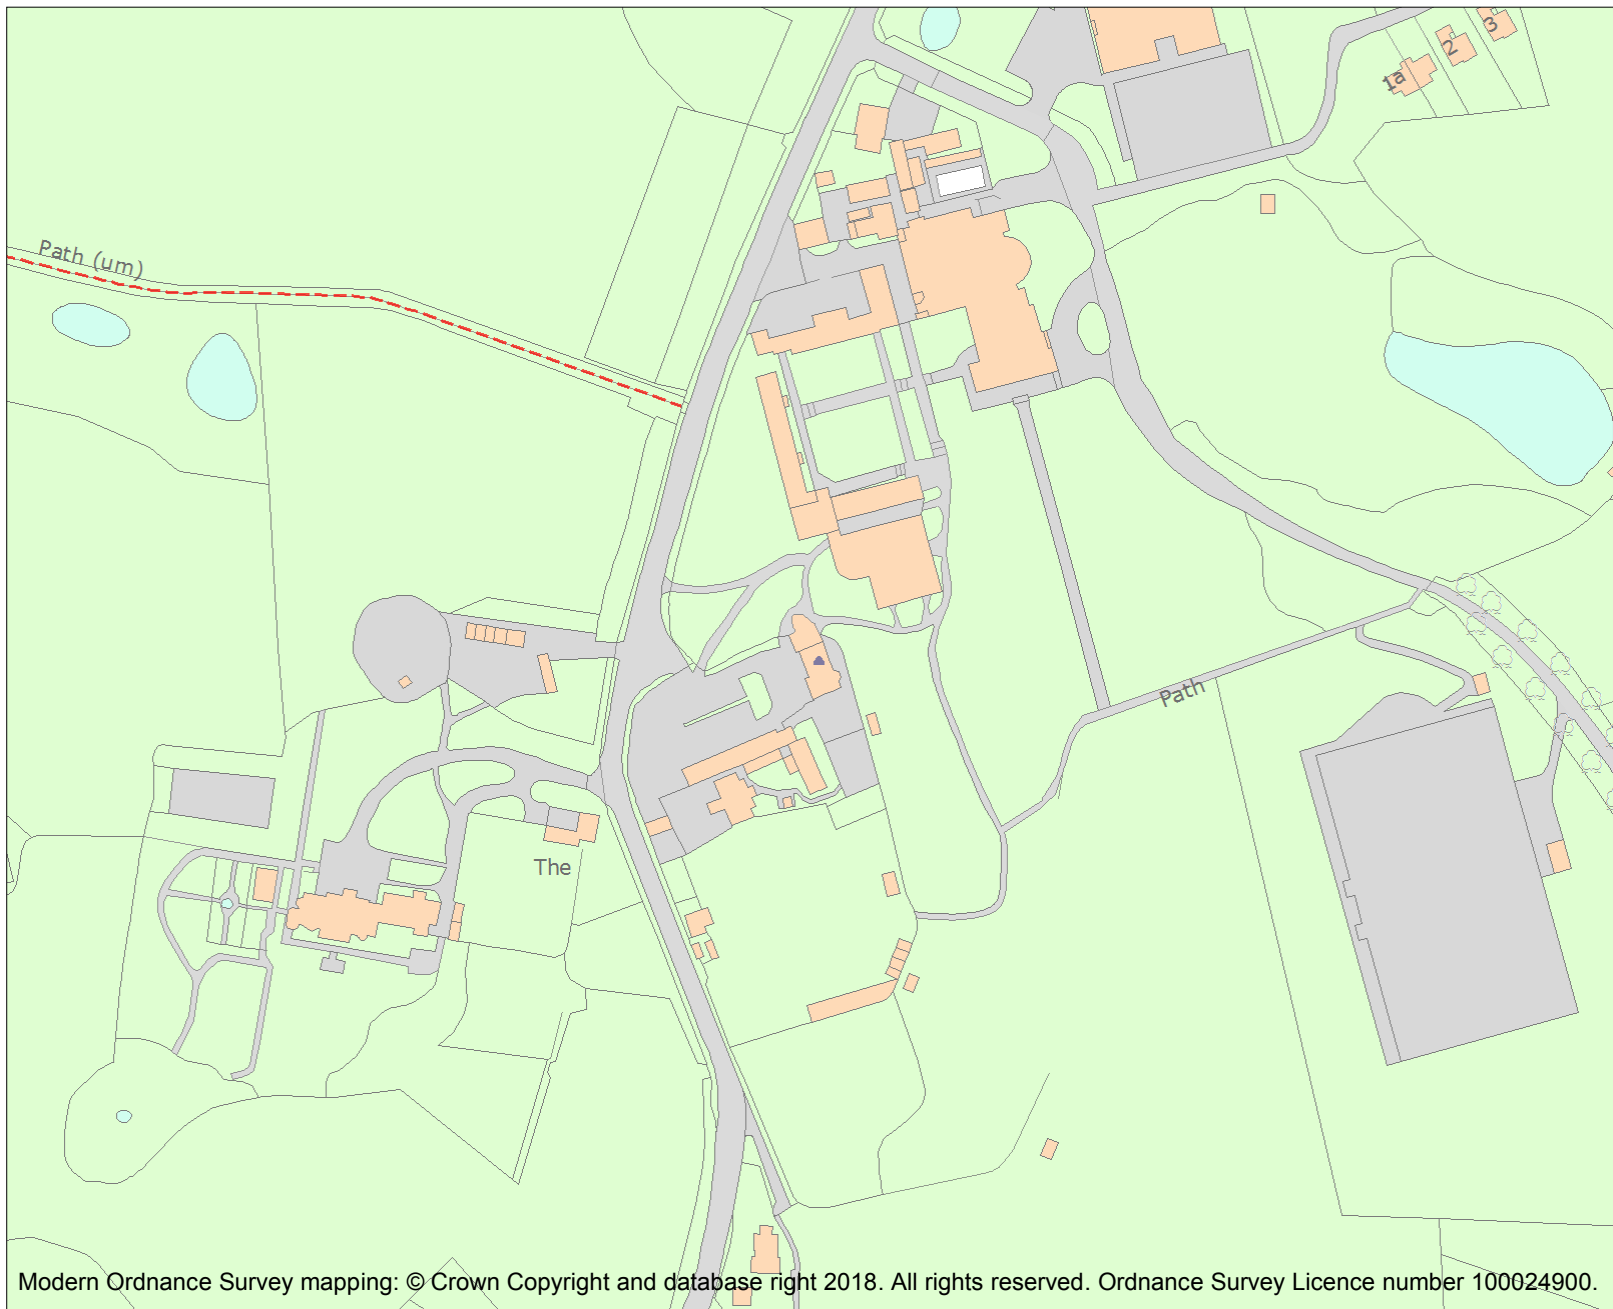 1a
2
3
Path (um)
Path
The
Modern Ordnance Survey mapping: © Crown Copyright and database right 2018. All rights reserved. Ordnance Survey Licence number 100024900.